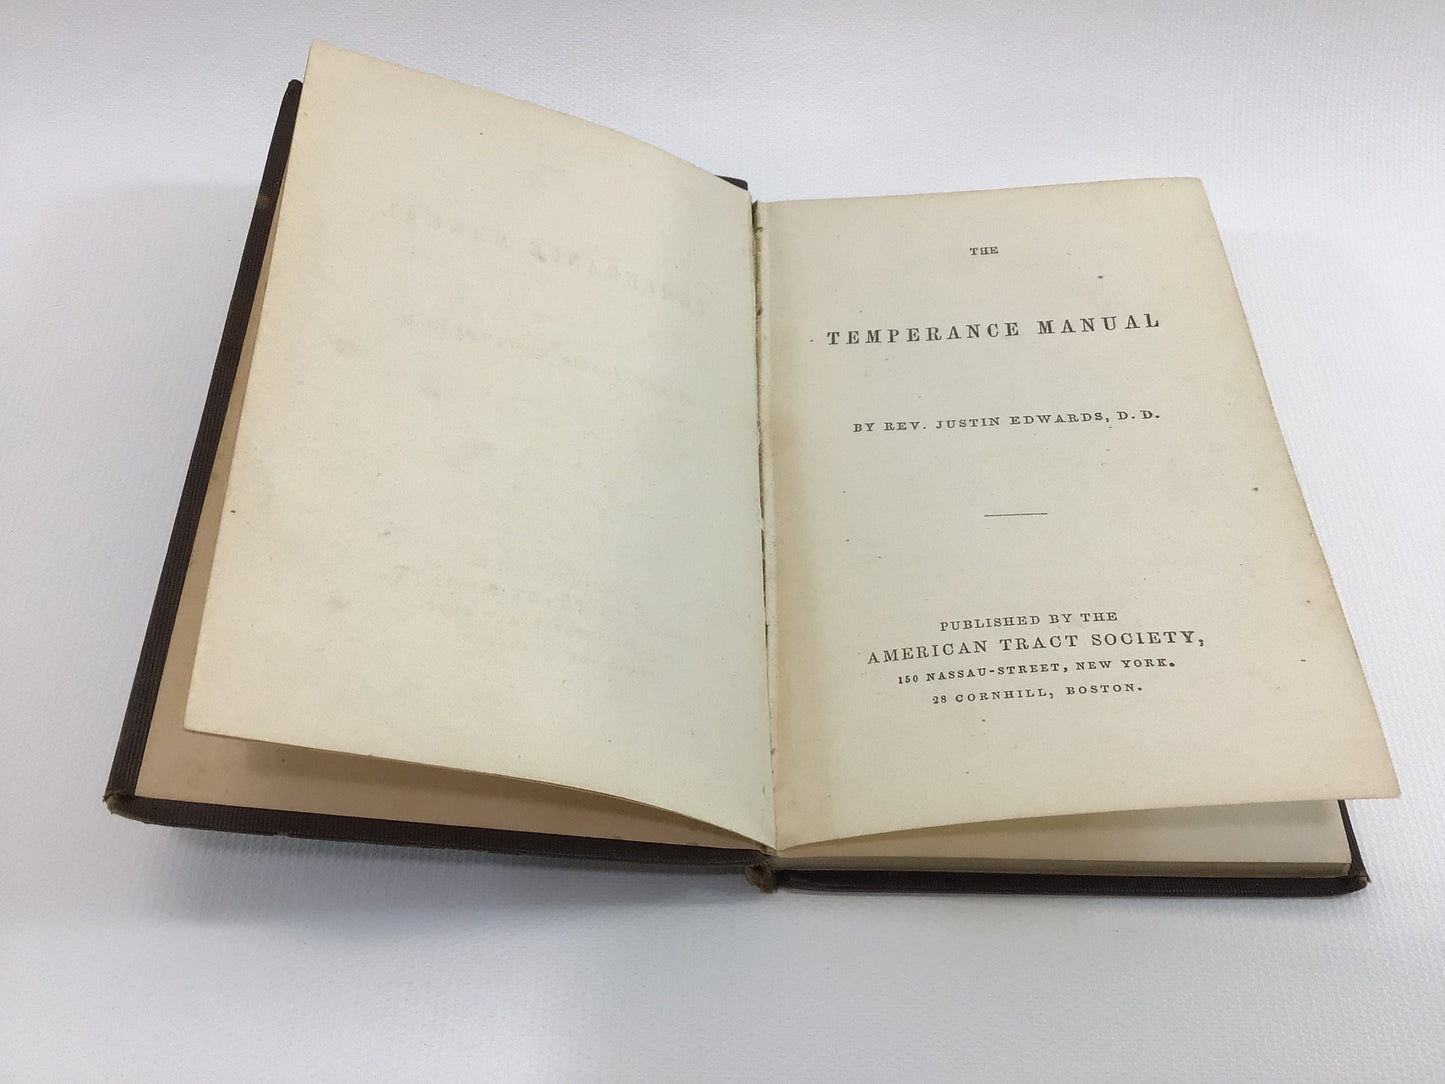 THE
TEMPERANCE MANUAL
BY REV. JUSTIN EDWARDS, D. D.
PUBLISHED BY THE
AMERICAN TRACT SOCIETY,
150 NASSAU-STREET, NEW YORK.
28 CORNHILL, BOSTON.